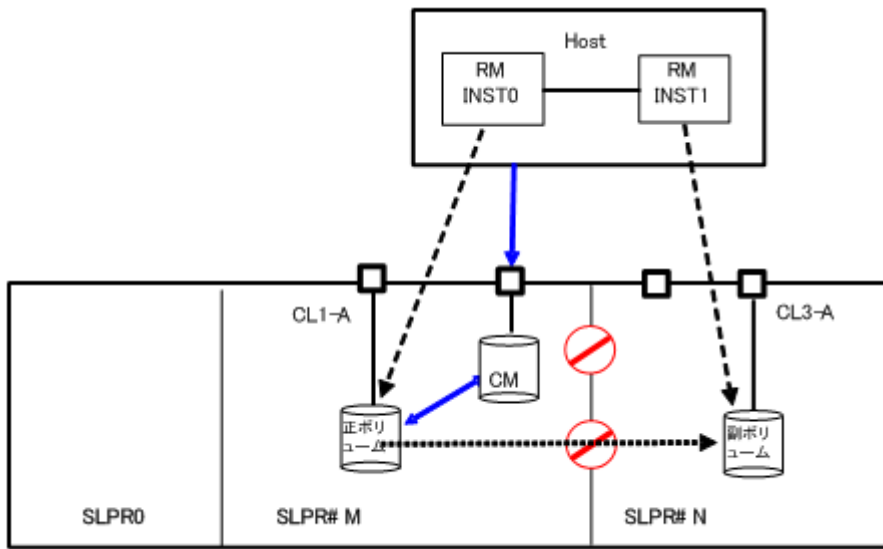 Host
RM
INST0
RM
INST1
CL1-A
CL3-A
CM
正ボリ
ューム
副ボリ
ューム
SLPR0
SLPR# M
SLPR# N